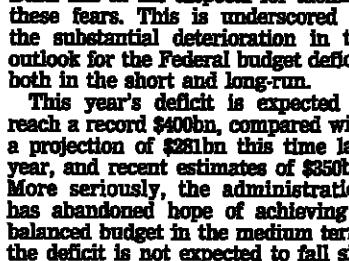 these fears. This is underscored
the substantial deterioration in t
outlook for the Federal budget defic
both in the short and long-run.
This year's deficit is expected
reach a record $400bn, compared wi
a projection of $281bn this time la
year, and recent estimates of $350b
More seriously, the administratio
has abandoned hope of achieving
balanced budget in the medium ter
the deficit is not expected to fall si